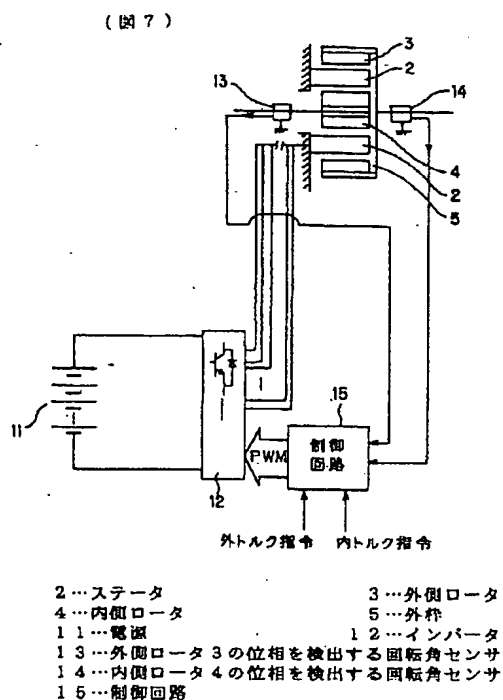 (図7)
3
2
13
14
4
2
5
15
11
制御
回路
PWM
12
外トルク指令 内トルク指令
2…ステータ 3…外側ロータ
4…内側ロータ 5…外枠
11…電源 12…インバータ
13…外側ロータ3の位相を検出する回転角センサ
14…内側ロータ4の位相を検出する回転角センサ
15…制御回路